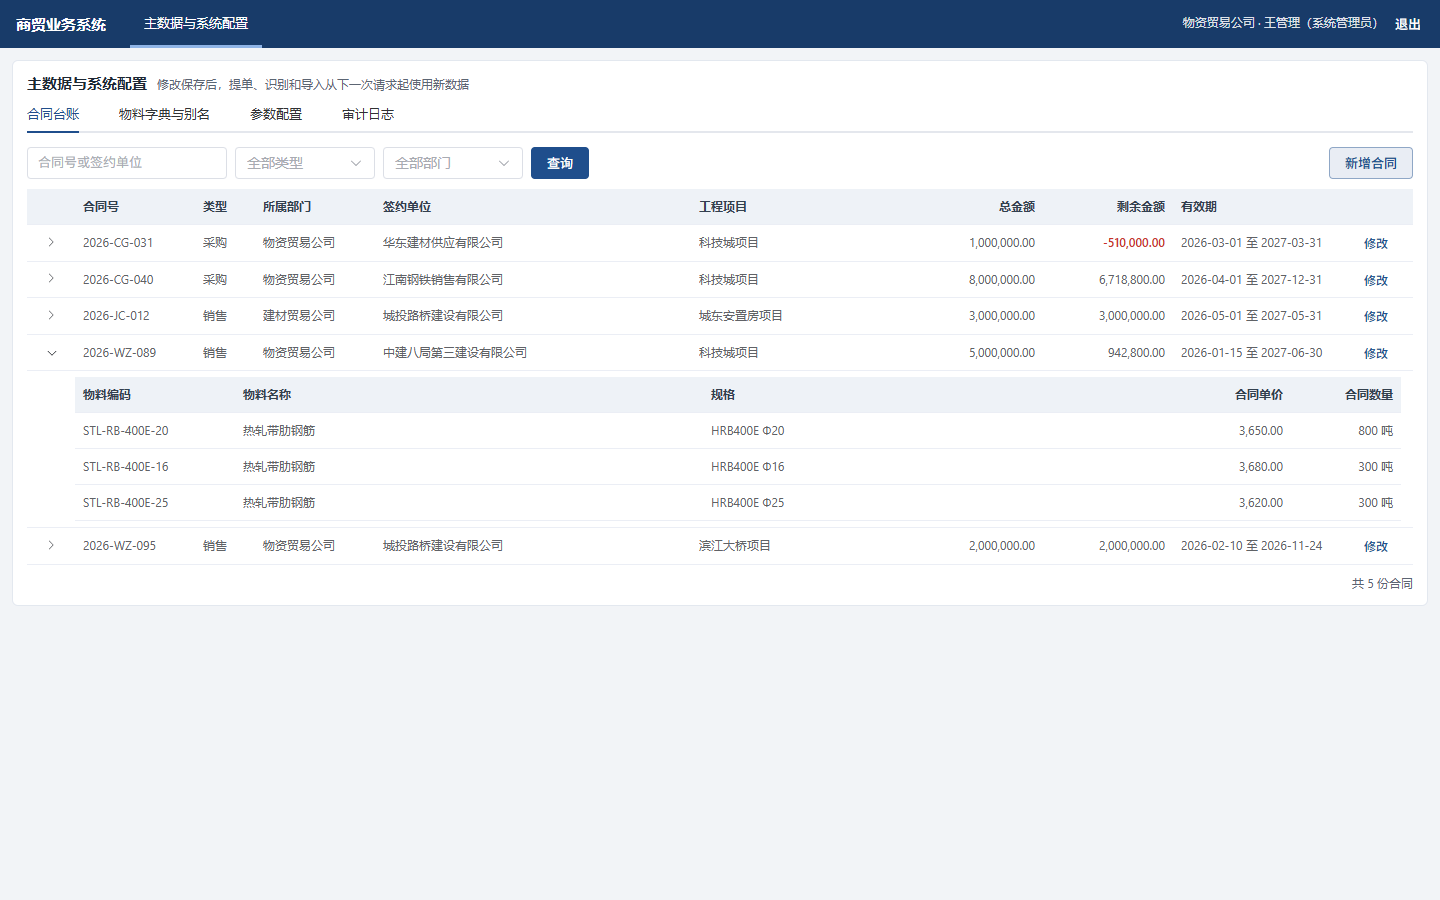 商贸业务系统 主数据与系统配置 物资贸易公司 · 王管理（系统管理员） 退出
主数据与系统配置 修改保存后，提单、识别和导入从下一次请求起使用新数据
合同台账 物料字典与别名 参数配置 审计日志
合同号或签约单位 全部类型 全部部门 查询 新增合同
合同号 类型 所属部门 签约单位 工程项目 总金额 剩余金额 有效期
2026-CG-031 采购 物资贸易公司 华东建材供应有限公司 科技城项目 1,000,000.00 -510,000.00 2026-03-01 至 2027-03-31 修改
2026-CG-040 采购 物资贸易公司 江南钢铁销售有限公司 科技城项目 8,000,000.00 6,718,800.00 2026-04-01 至 2027-12-31 修改
2026-JC-012 销售 建材贸易公司 城投路桥建设有限公司 城东安置房项目 3,000,000.00 3,000,000.00 2026-05-01 至 2027-05-31 修改
2026-WZ-089 销售 物资贸易公司 中建八局第三建设有限公司 科技城项目 5,000,000.00 942,800.00 2026-01-15 至 2027-06-30 修改
物料编码 物料名称 规格 合同单价 合同数量
STL-RB-400E-20 热轧带肋钢筋 HRB400E Φ20 3,650.00 800 吨
STL-RB-400E-16 热轧带肋钢筋 HRB400E Φ16 3,680.00 300 吨
STL-RB-400E-25 热轧带肋钢筋 HRB400E Φ25 3,620.00 300 吨
2026-WZ-095 销售 物资贸易公司 城投路桥建设有限公司 滨江大桥项目 2,000,000.00 2,000,000.00 2026-02-10 至 2026-11-24 修改
共 5 份合同